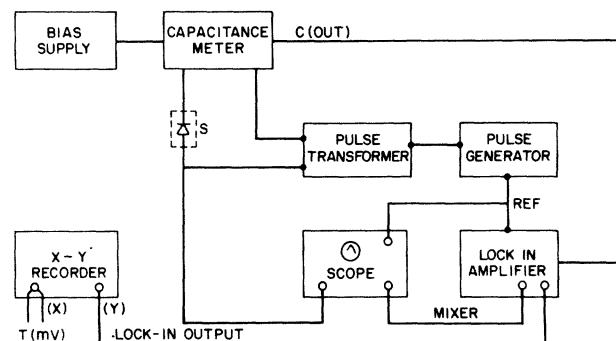 BIAS
SUPPLY
CAPACITANCE
METER
C(OUT)
S
PULSE
TRANSFORMER
PULSE
GENERATOR
REF
X-Y
RECORDER
(X)
(Y)
T(mV)
SCOPE
LOCK IN
AMPLIFIER
MIXER
LOCK-IN OUTPUT